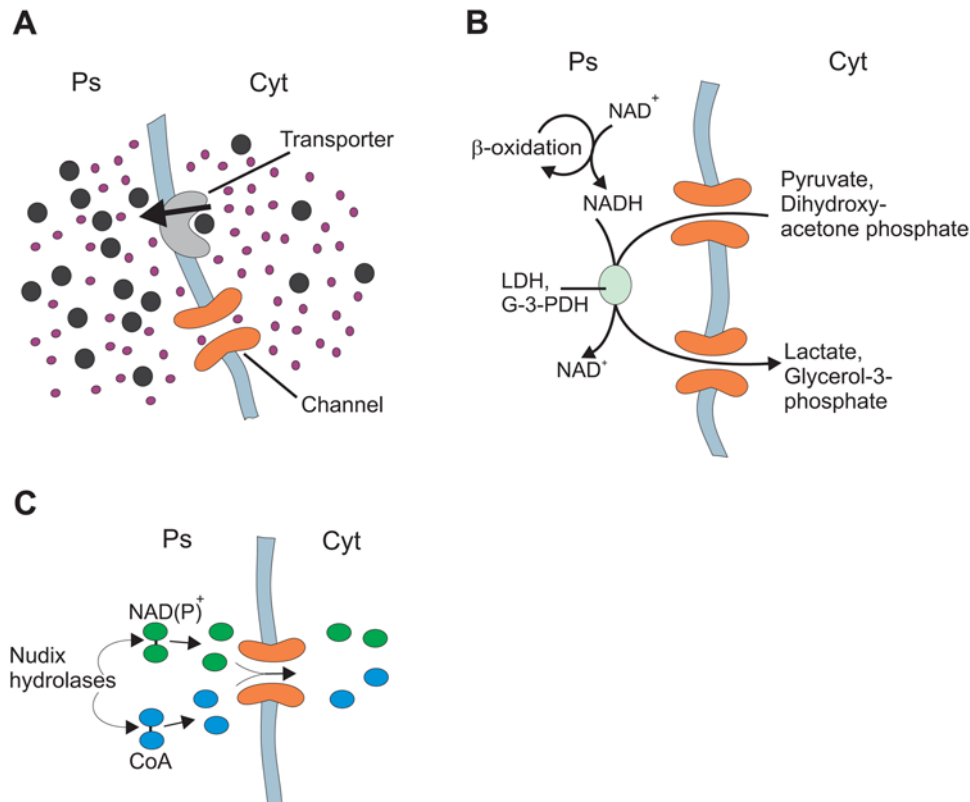 A
Ps
Cyt
Transporter
Channel
B
Ps
Cyt
NAD+
β-oxidation
NADH
Pyruvate,
Dihydroxy-
acetone phosphate
LDH,
G-3-PDH
NAD+
Lactate,
Glycerol-3-
phosphate
C
Ps
Cyt
NAD(P)+
Nudix
hydrolases
CoA